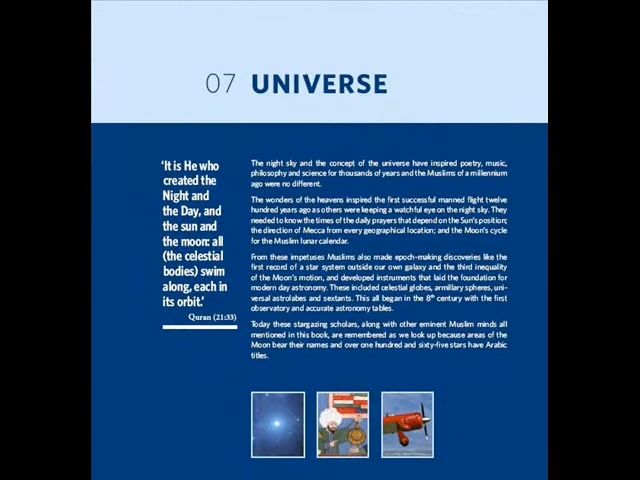 07 UNIVERSE
'It is He who
created the
Night and
the Day, and
the sun and
the moon: all
(the celestial
bodies) swim
along, each in
its orbit.'
Quran (21:33)
The night sky and the concept of the universe have inspired poetry, music,
philosophy and science for thousands of years and the Muslims of a millennium
ago were no different.
The wonders of the heavens inspired the first successful manned flight twelve
hundred years ago as others were keeping a watchful eye on the night sky. They
needed to know the times of the daily prayers that depend on the Sun's position;
the direction of Mecca from every geographical location; and the Moon's cycle
for the Muslim lunar calendar.
From these impetuses Muslims also made epoch-making discoveries like the
first record of a star system outside our own galaxy and the third inequality
of the Moon's motion, and developed instruments that laid the foundation for
modern day astronomy. These included celestial globes, armillary spheres, uni-
versal astrolabes and sextants. This all began in the 8th century with the first
observatory and accurate astronomy tables.
Today these stargazing scholars, along with other eminent Muslim minds all
mentioned in this book, are remembered as we look up because areas of the
Moon bear their names and over one hundred and sixty-five stars have Arabic
titles.